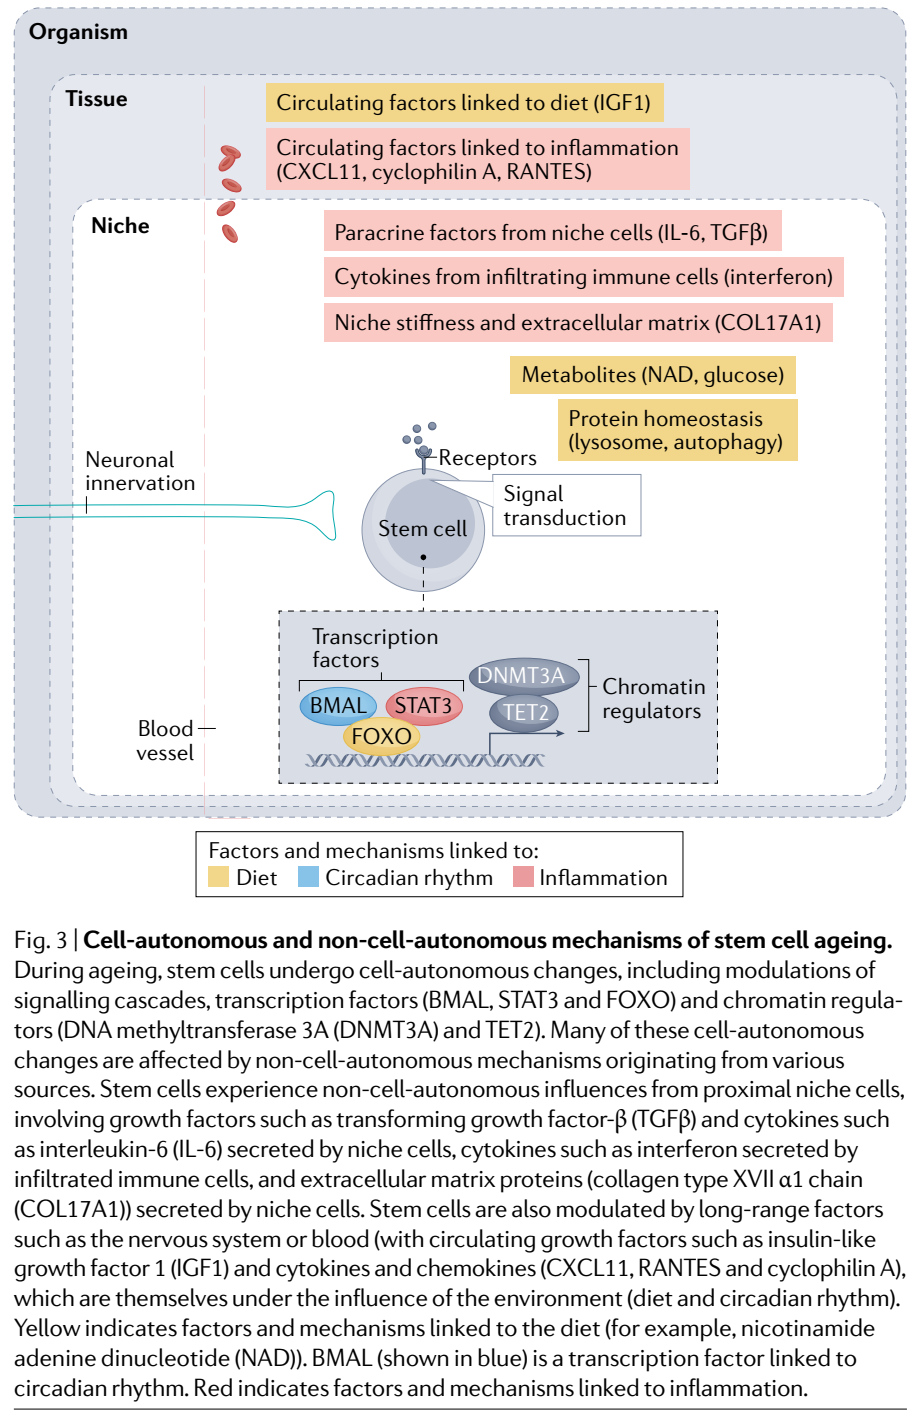 Organism
Tissue
Circulating factors linked to diet (IGF1)
Circulating factors linked to inflammation
(CXCL11, cyclophilin A, RANTES)
Niche
Paracrine factors from niche cells (IL-6, TGFβ)
Cytokines from infiltrating immune cells (interferon)
Niche stiffness and extracellular matrix (COL17A1)
Metabolites (NAD, glucose)
Protein homeostasis
(lysosome, autophagy)
Neuronal
innervation
Receptors
Signal
transduction
Stem cell
Transcription
factors
BMAL
STAT3
FOXO
DNMT3A
TET2
Chromatin
regulators
Blood
vessel
Factors and mechanisms linked to:
Diet
Circadian rhythm
Inflammation
Fig. 3 | Cell-autonomous and non-cell-autonomous mechanisms of stem cell ageing.
During ageing, stem cells undergo cell-autonomous changes, including modulations of
signalling cascades, transcription factors (BMAL, STAT3 and FOXO) and chromatin regula-
tors (DNA methyltransferase 3A (DNMT3A) and TET2). Many of these cell-autonomous
changes are affected by non-cell-autonomous mechanisms originating from various
sources. Stem cells experience non-cell-autonomous influences from proximal niche cells,
involving growth factors such as transforming growth factor-β (TGFβ) and cytokines such
as interleukin-6 (IL-6) secreted by niche cells, cytokines such as interferon secreted by
infiltrated immune cells, and extracellular matrix proteins (collagen type XVII α1 chain
(COL17A1)) secreted by niche cells. Stem cells are also modulated by long-range factors
such as the nervous system or blood (with circulating growth factors such as insulin-like
growth factor 1 (IGF1) and cytokines and chemokines (CXCL11, RANTES and cyclophilin A),
which are themselves under the influence of the environment (diet and circadian rhythm).
Yellow indicates factors and mechanisms linked to the diet (for example, nicotinamide
adenine dinucleotide (NAD)). BMAL (shown in blue) is a transcription factor linked to
circadian rhythm. Red indicates factors and mechanisms linked to inflammation.